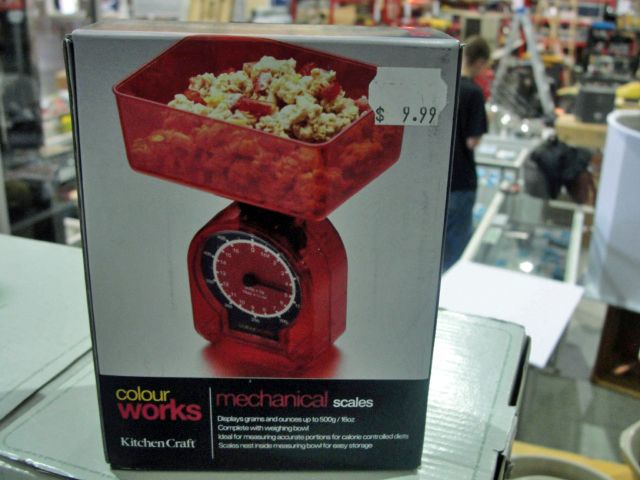 $ 9.99
colour
works
KitchenCraft
mechanical scales
Displays grams and ounces up to 500g / 16oz
Complete with weighing bowl
Ideal for measuring accurate portions for calorie controlled diets
Scales nest inside measuring bowl for easy storage